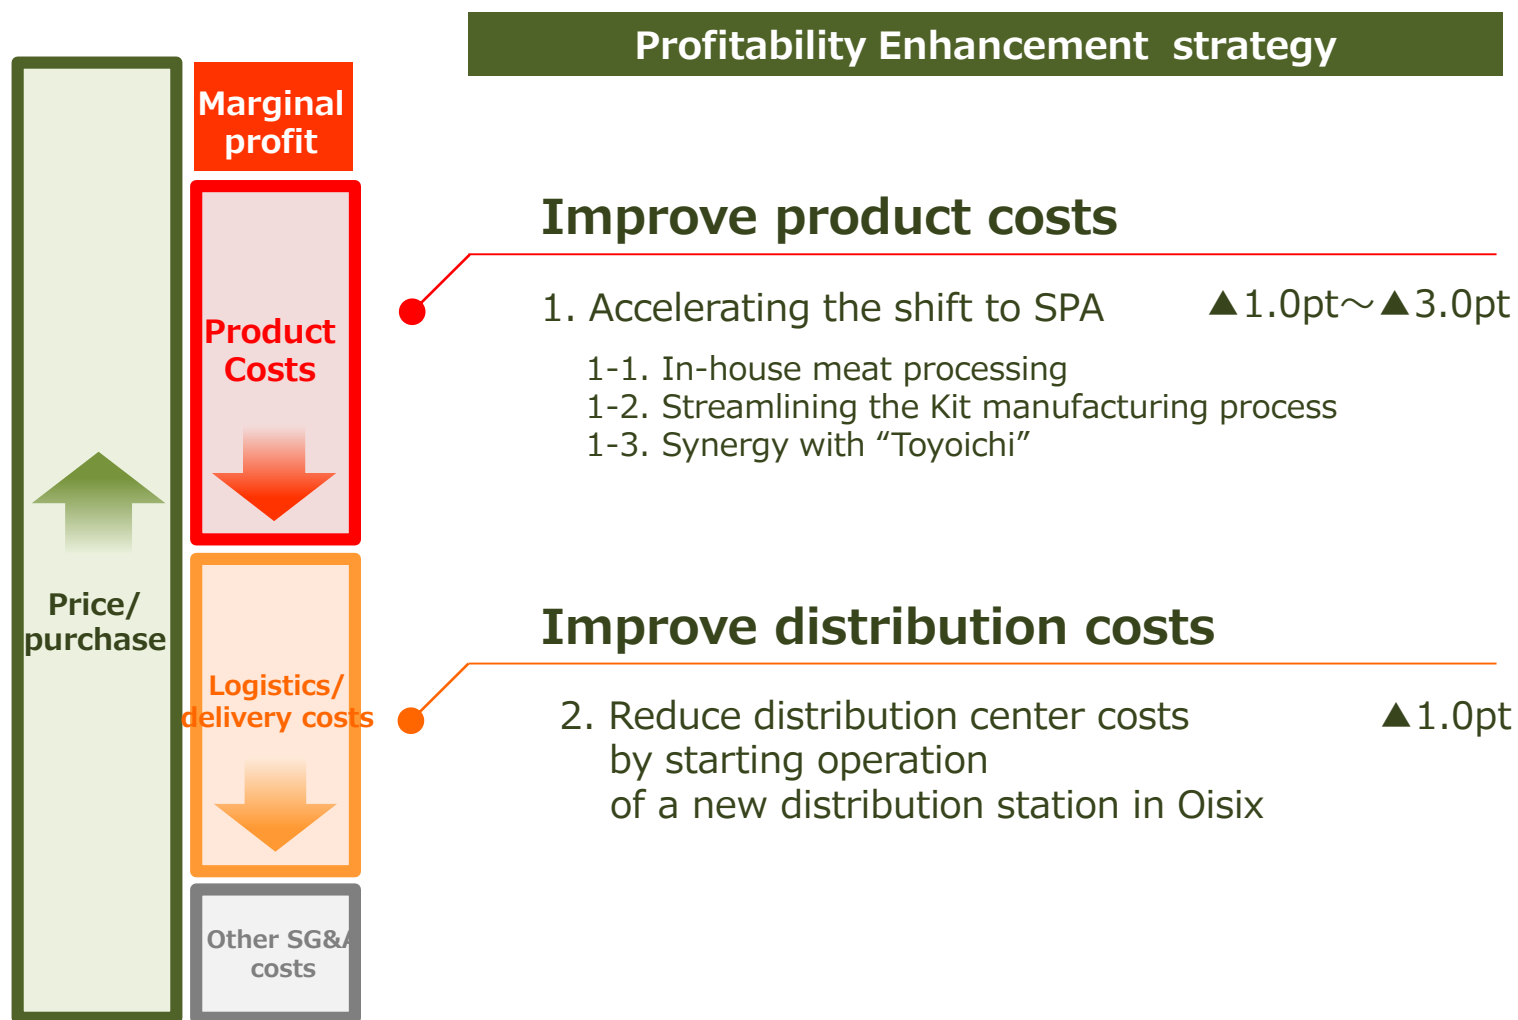 Profitability Enhancement strategy
Marginal
profit
Product
Costs
Price/
purchase
Logistics/
delivery costs
Other SG&A
costs
Improve product costs
1. Accelerating the shift to SPA ▲1.0pt～▲3.0pt
1-1. In-house meat processing
1-2. Streamlining the Kit manufacturing process
1-3. Synergy with “Toyoichi”
Improve distribution costs
2. Reduce distribution center costs ▲1.0pt
by starting operation
of a new distribution station in Oisix